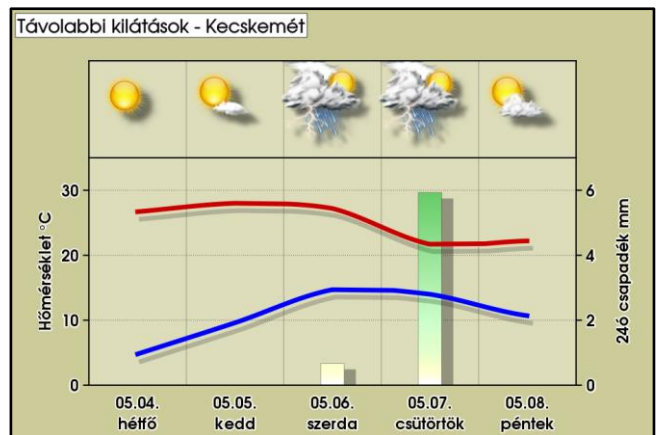 Távolabbi kilátások - Kecskemét
Hőmérséklet °C
30
20
10
0
6
4
2
0
24ó csapadék mm
05.04. 05.05. 05.06. 05.07. 05.08.
hétfő kedd szerda csütörtök péntek